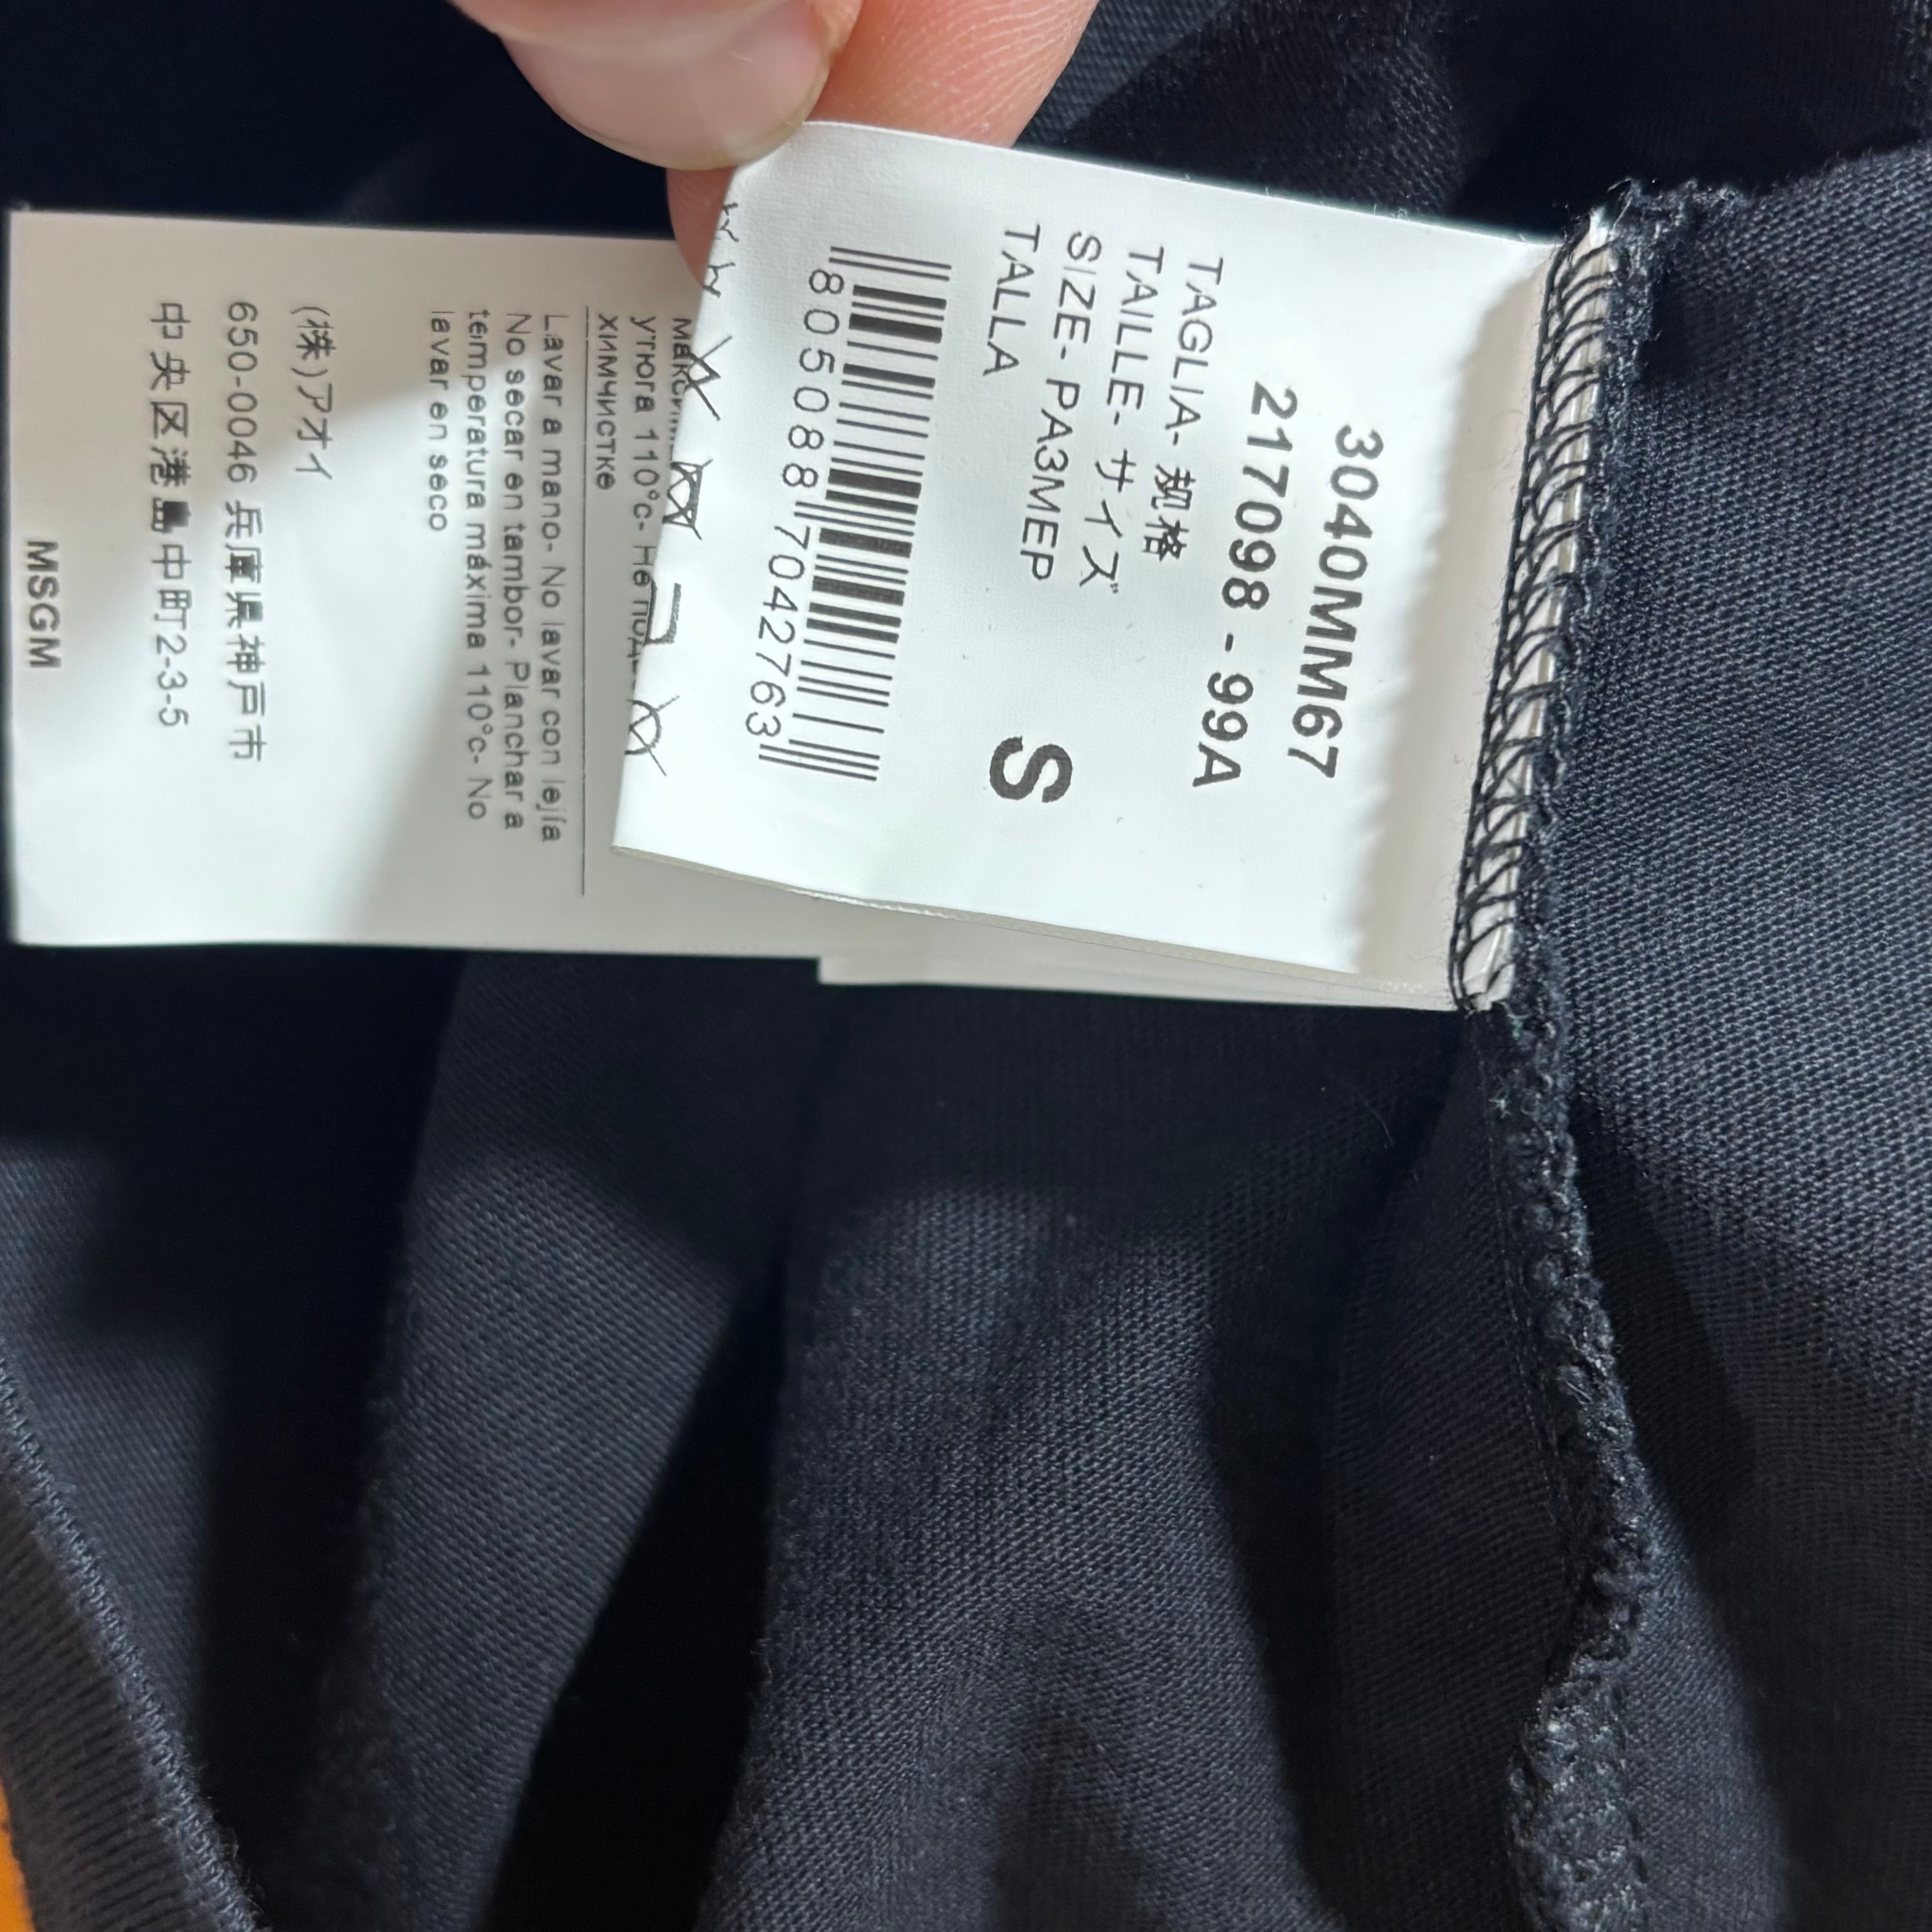 3040MM67
217098 - 99A
TAGLIA- 规格
TAILLE- サイズ
SIZE- РАЗМЕР
TALLA
S
8050887042763
утюга 110°c- Не
химчистке
Lavar a mano- No lavar con lejía
No secar en tambor- Planchar a
temperatura máxima 110°c- No
lavar en seco
(株)アオイ
650-0046 兵庫県神戸市
中央区港島中町2-3-5
MSGM